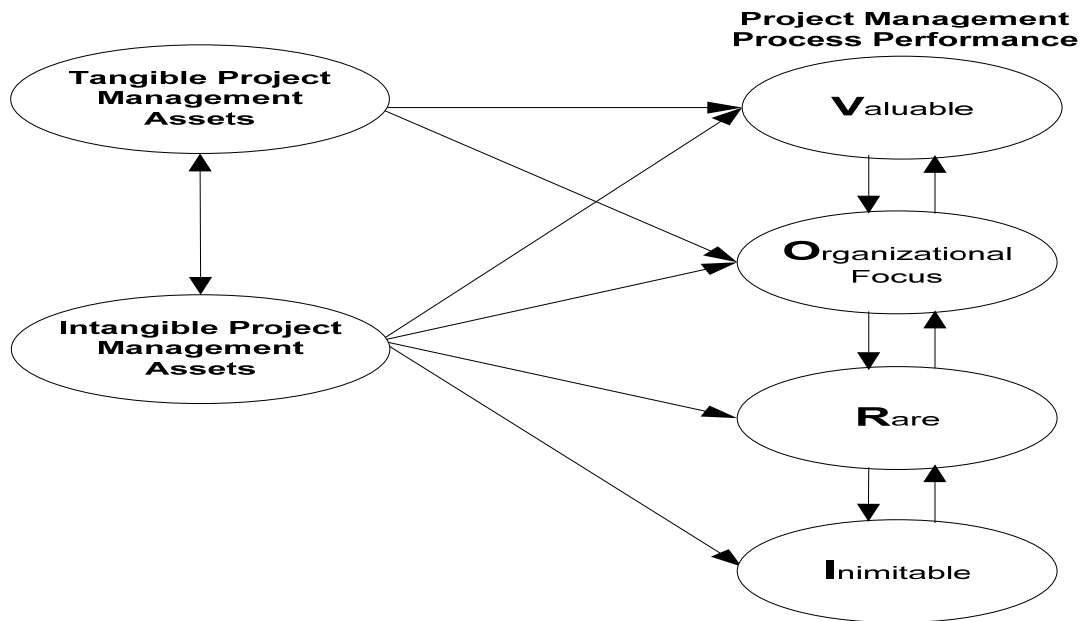 Project Management
Process Performance
Tangible Project
Management
Assets
Valuable
Organizational
Focus
Intangible Project
Management
Assets
Rare
Inimitable